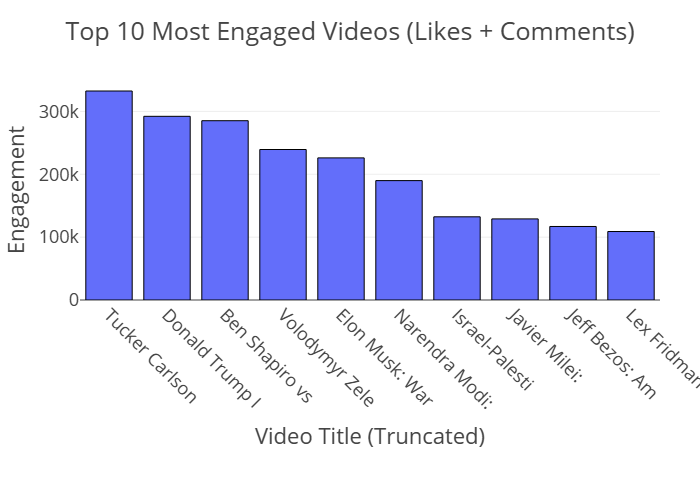 Top 10 Most Engaged Videos (Likes + Comments)
Engagement
300k
200k
100k
0
Tucker Carlson
Donald Trump I
Ben Shapiro vs
Volodymyr Zele
Elon Musk: War
Narendra Modi:
Israel-Palesti
Javier Milei:
Jeff Bezos: Am
Lex Fridman
Video Title (Truncated)